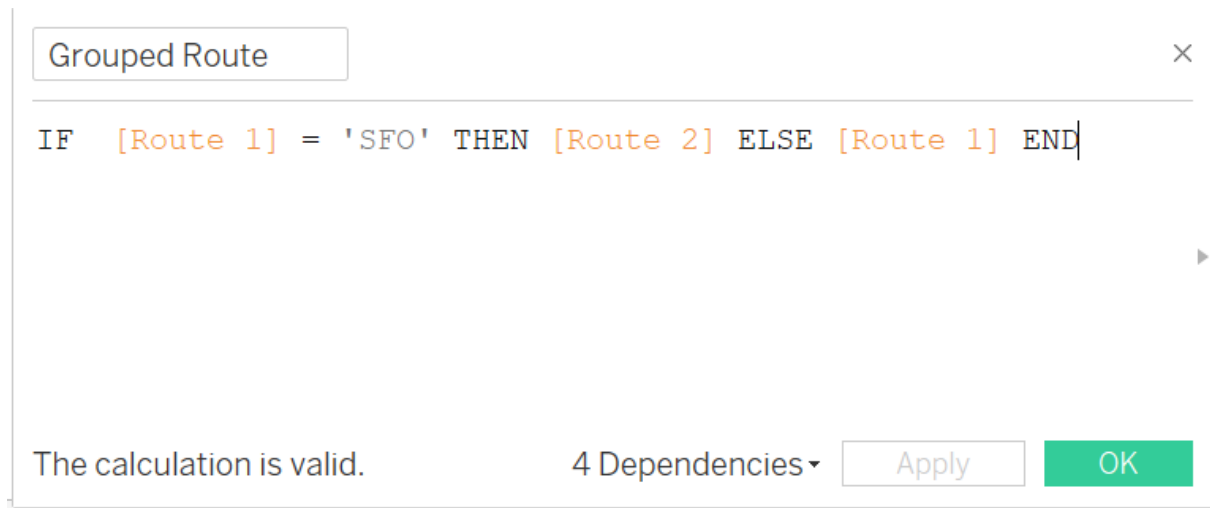 Grouped Route
IF  [Route 1] = 'SFO' THEN [Route 2] ELSE [Route 1] END
The calculation is valid. 4 Dependencies Apply OK